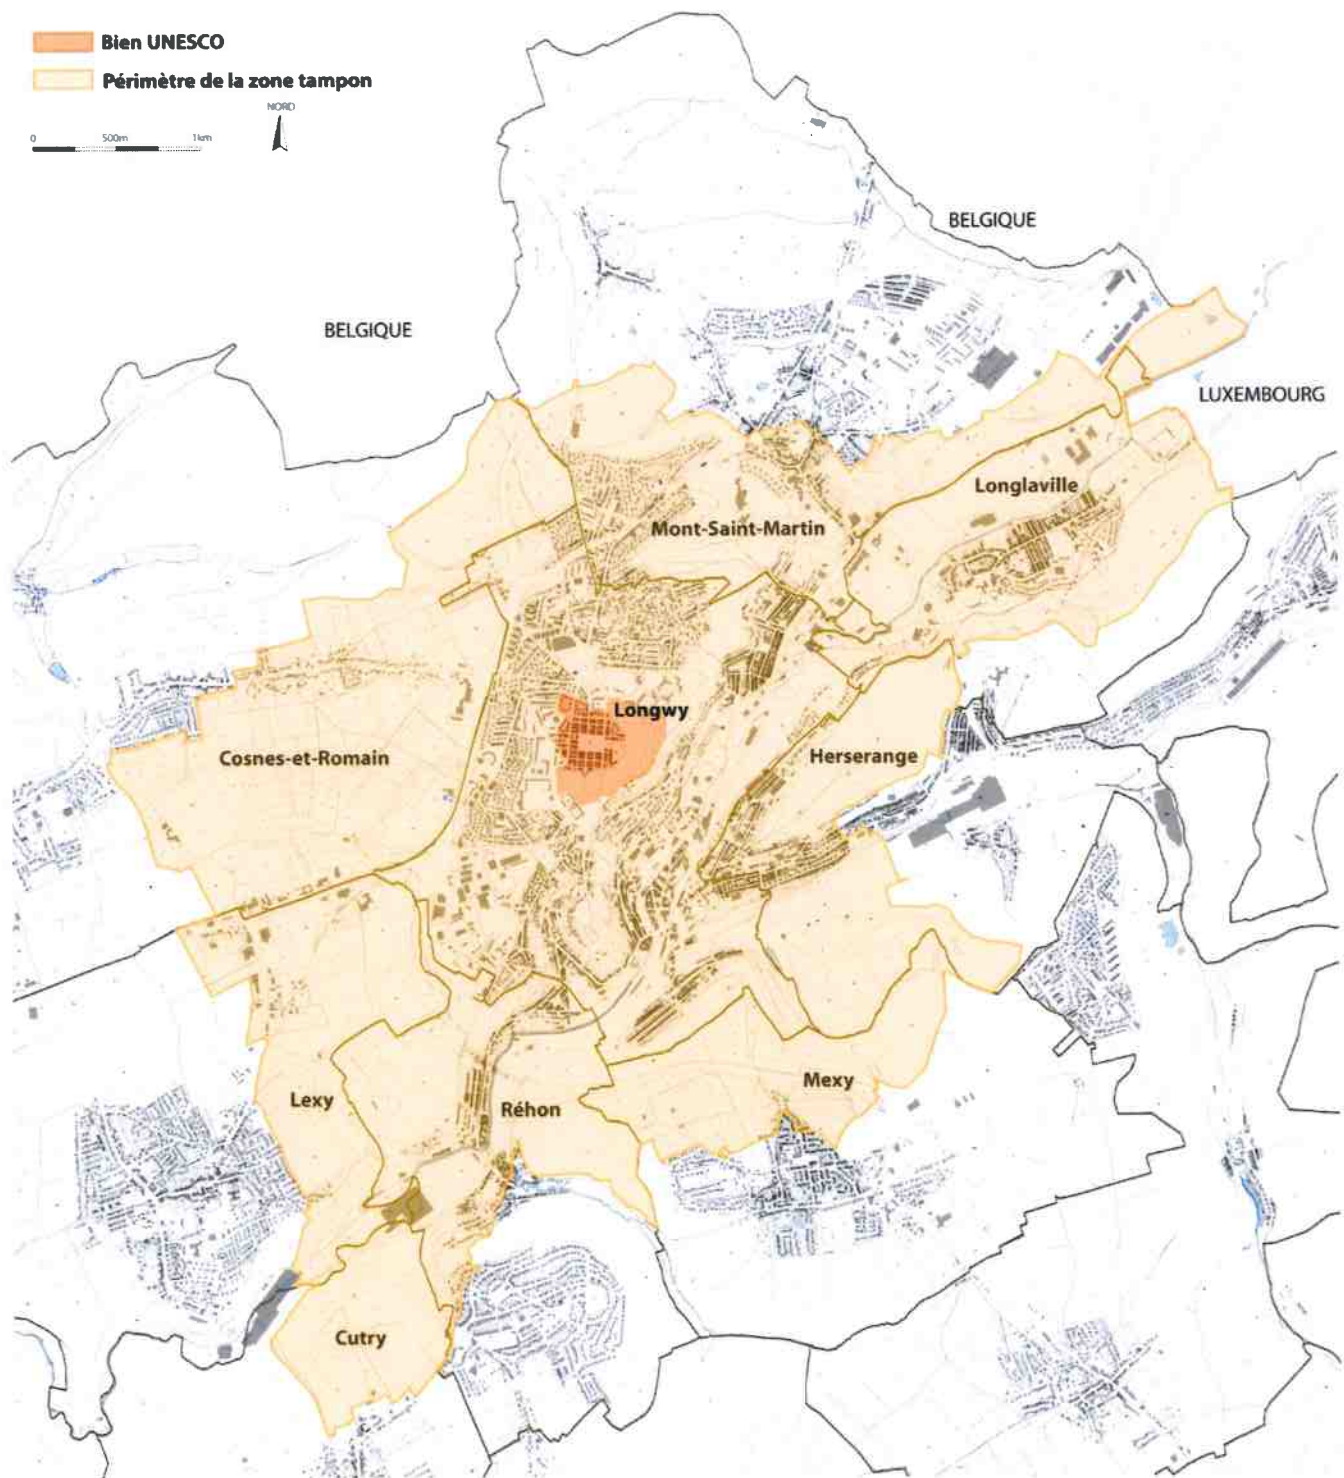 Bien UNESCO
Périmètre de la zone tampon
NORD
0 500m 1km
BELGIQUE
BELGIQUE
LUXEMBOURG
Longlaville
Mont-Saint-Martin
Longwy
Cosnes-et-Romain
Herserange
Mexy
Lexy
Réhon
Cutry